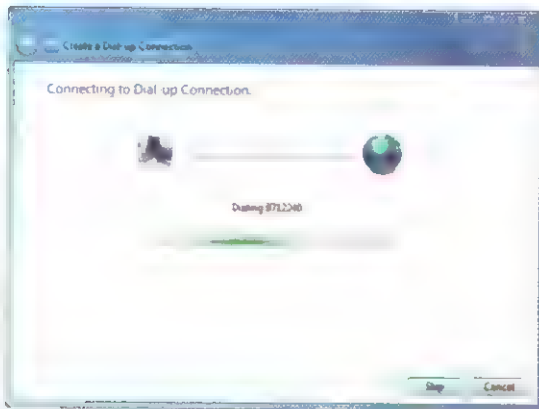 Create a Dial-up Connection
Connecting to Dial-up Connection.
Dialing
Skip
Cancel